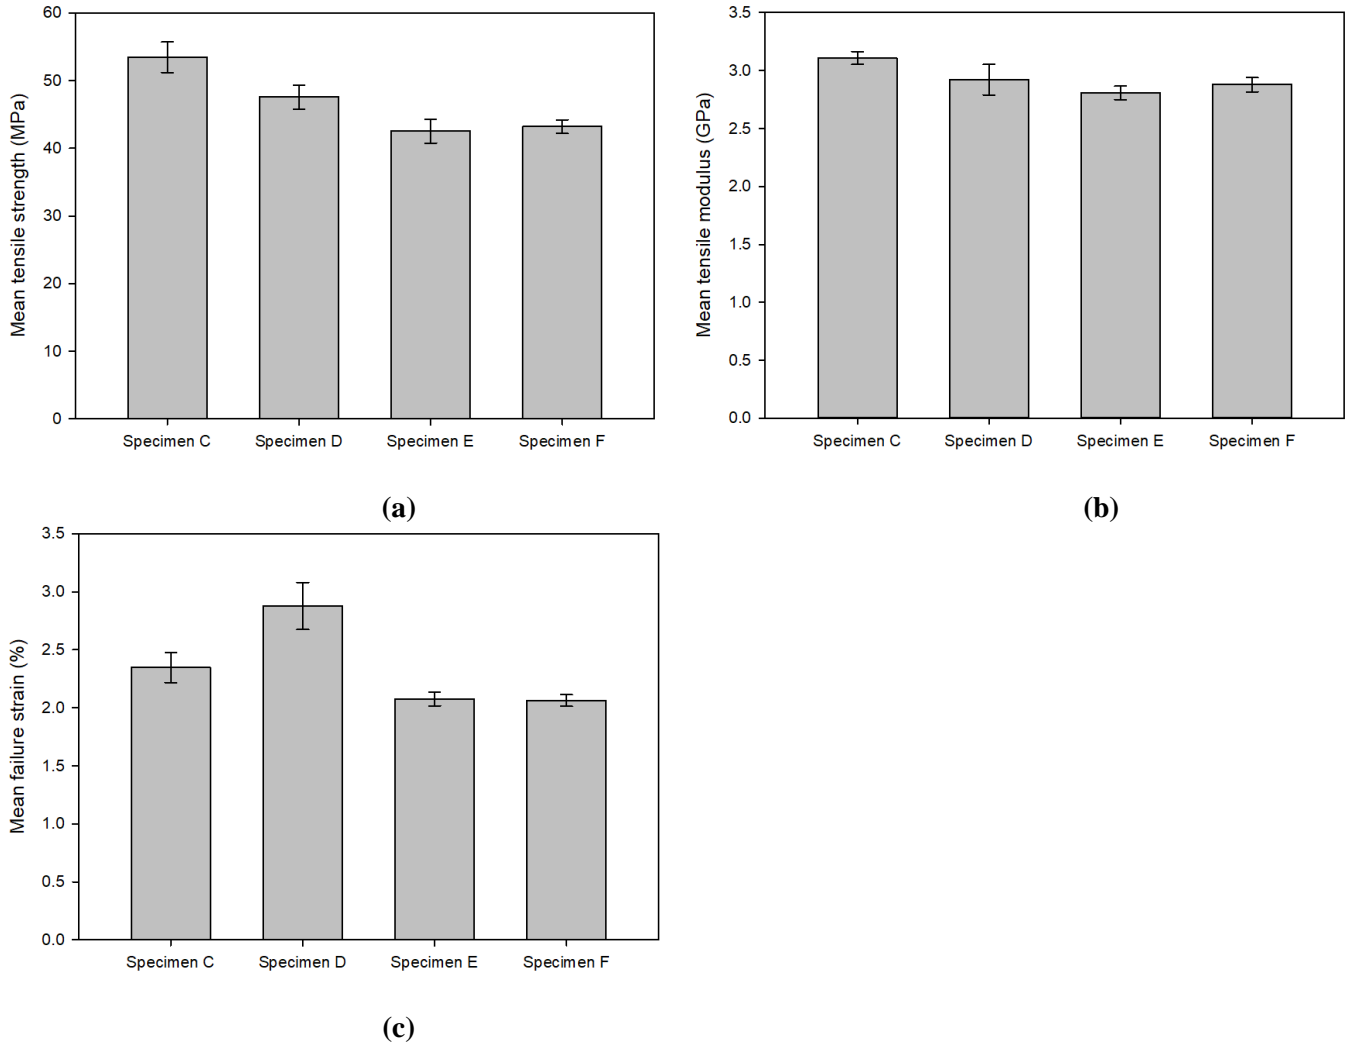 Mean tensile strength (MPa)
60
50
40
30
20
10
0
Specimen C Specimen D Specimen E Specimen F
(a)
Mean tensile modulus (GPa)
3.5
3.0
2.5
2.0
1.5
1.0
0.5
0.0
Specimen C Specimen D Specimen E Specimen F
(b)
Mean failure strain (%)
3.5
3.0
2.5
2.0
1.5
1.0
0.5
0.0
Specimen C Specimen D Specimen E Specimen F
(c)